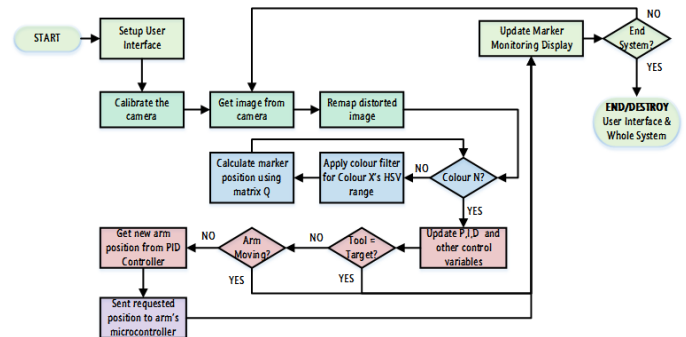 START
Setup User
Interface
Update Marker
Monitoring Display
End
System?
NO
YES
END/DESTROY
User Interface &
Whole System
Calibrate the
camera
Get image from
camera
Remap distorted
image
Calculate marker
position using
matrix Q
Apply colour filter
for Colour X's HSV
range
NO
Colour N?
YES
Get new arm
position from PID
Controller
NO
Arm
Moving?
YES
NO
Tool =
Target?
YES
Update P,I,D and
other control
variables
Sent requested
position to arm's
microcontroller